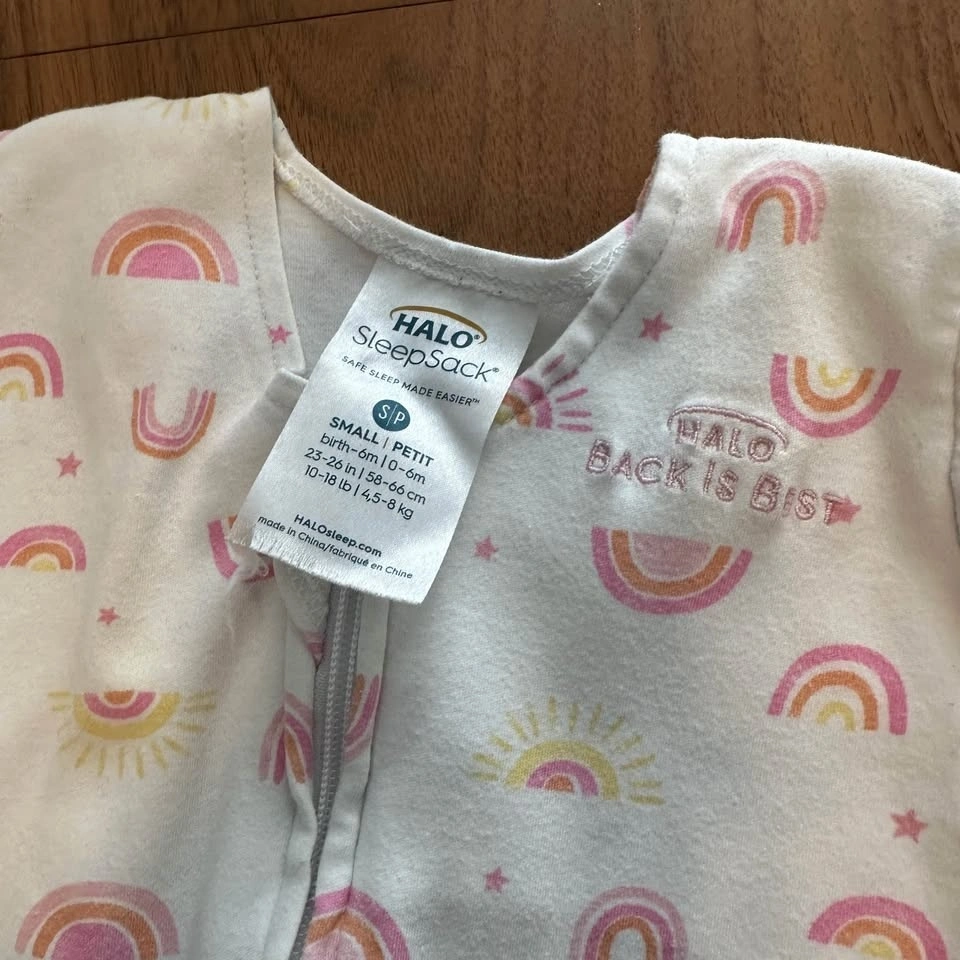 HALO®
SleepSack®
SAFE SLEEP MADE EASIER™
S|P
SMALL | PETIT
birth-6m | 0-6m
23-26 in | 58-66 cm
10-18 lb | 4,5-8 kg
HALOsleep.com
made in China/fabriqué en Chine
HALO
BACK IS BEST